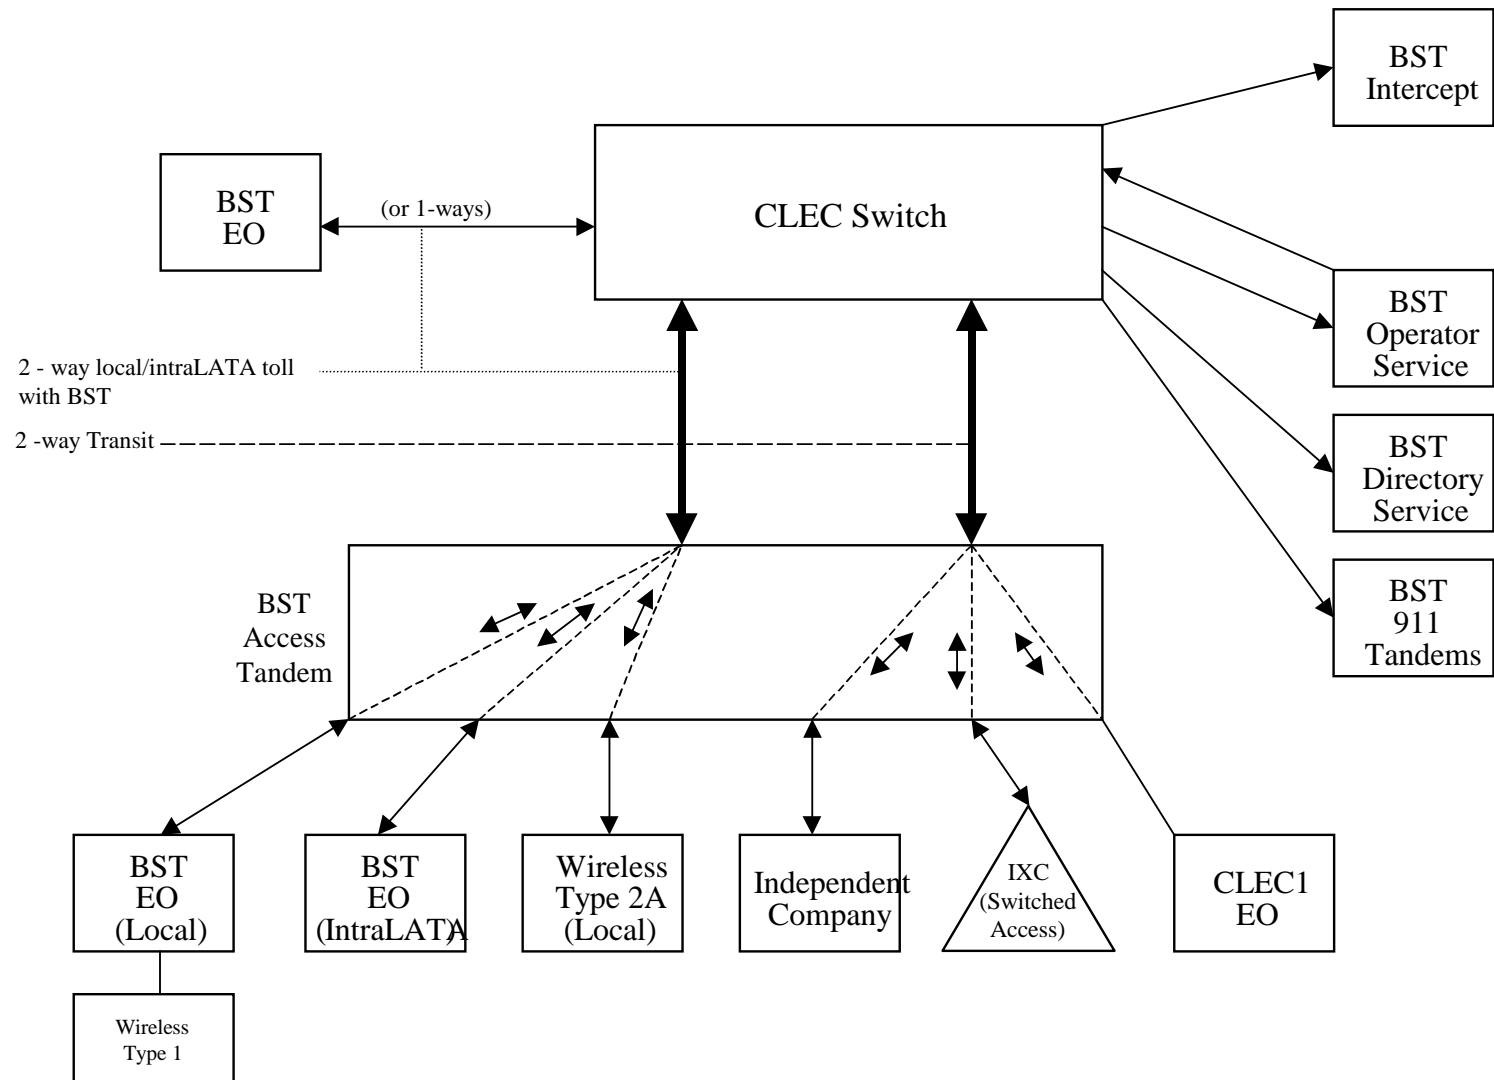 BST
Intercept
BST
EO
(or 1-ways)
CLEC Switch
BST
Operator
Service
2 - way local/intraLATA toll
with BST
2 -way Transit
BST
Directory
Service
BST
911
Tandems
BST
Access
Tandem
BST
EO
(Local)
BST
EO
(IntraLATA)
Wireless
Type 2A
(Local)
Independent
Company
IXC
(Switched
Access)
CLEC1
EO
Wireless
Type 1